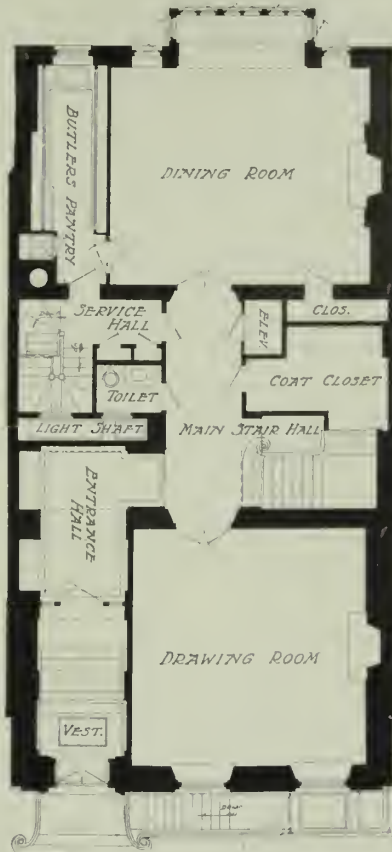 DINING ROOM
BUTLERS PANTRY
SERVICE
HALL
CLOS.
ELEV.
COAT CLOSET
TOILET
LIGHT SHAFT
MAIN STAIR HALL
ENTRANCE
HALL
DRAWING ROOM
VEST.